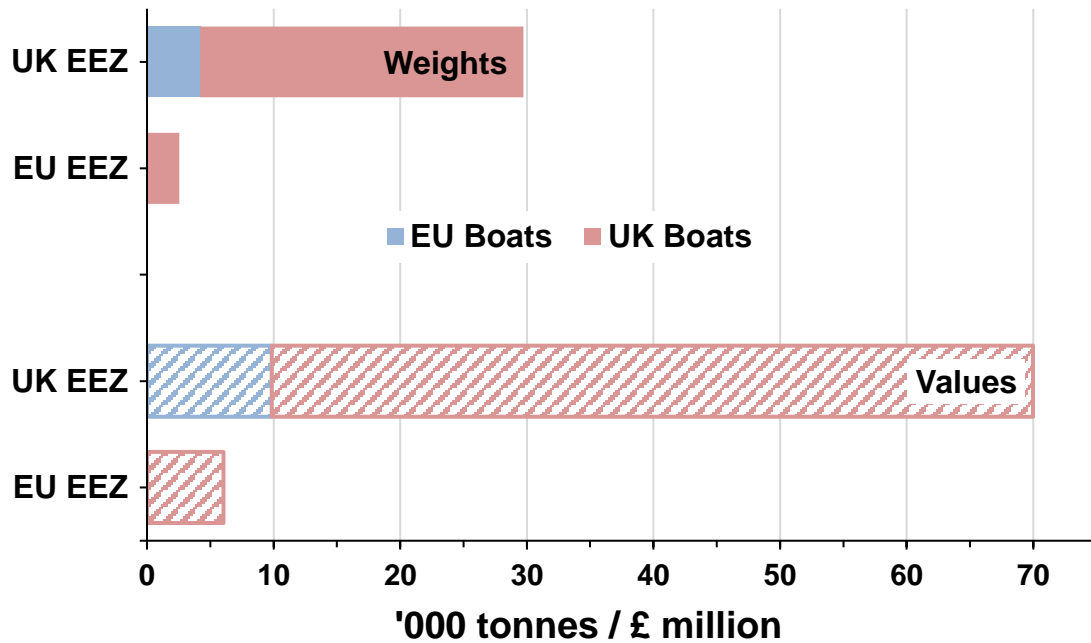 UK EEZ
Weights
EU EEZ
EU Boats
UK Boats
UK EEZ
Values
EU EEZ
0 10 20 30 40 50 60 70
'000 tonnes / £ million